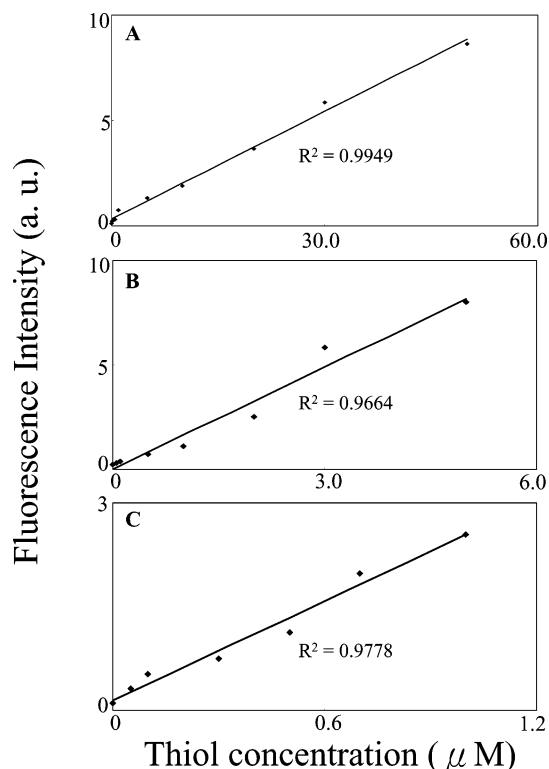 Fluorescence Intensity (a. u.)
10
A
5
R² = 0.9949
0
0 30.0 60.0
10
B
5
R² = 0.9664
0
0 3.0 6.0
3
C
R² = 0.9778
0
0 0.6 1.2
Thiol concentration ( μ M)